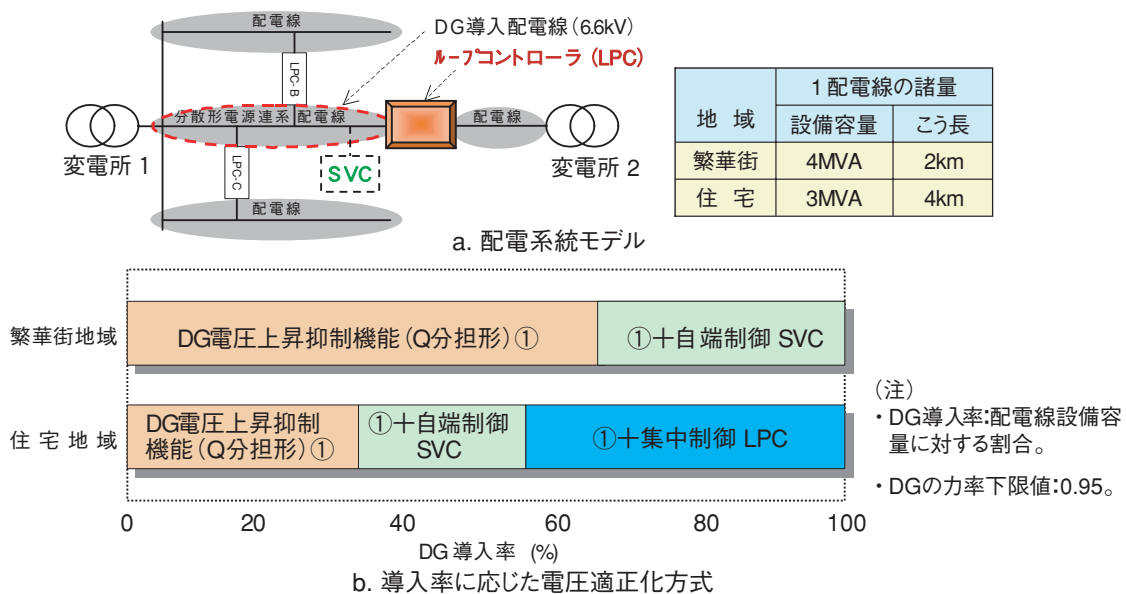 配電線
DG導入配電線(6.6kV)
ループコントローラ(LPC)
LPC-B
分散形電源連系 配電線
配電線
変電所 1
LPC-C
SVC
変電所 2
配電線
1配電線の諸量
地 域
設備容量
こう長
繁華街
4MVA
2km
住 宅
3MVA
4km
a. 配電系統モデル
繁華街地域
DG電圧上昇抑制機能(Q分担形)①
①+自端制御 SVC
住宅地域
DG電圧上昇抑制
機能(Q分担形)①
①+自端制御
SVC
①+集中制御 LPC
(注)
・DG導入率:配電線設備容
量に対する割合。
・DGの力率下限値:0.95。
0 20 40 60 80 100
DG 導入率 (%)
b. 導入率に応じた電圧適正化方式